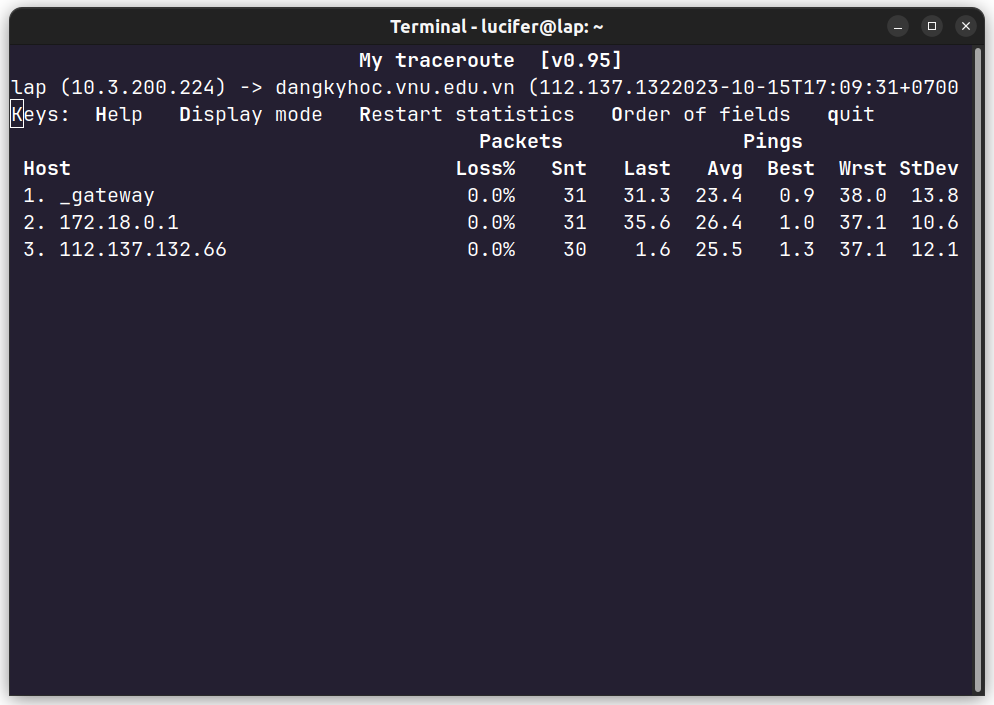 Terminal - lucifer@lap: ~
My traceroute [v0.95]
lap (10.3.200.224) -> dangkyhoc.vnu.edu.vn (112.137.1322023-10-15T17:09:31+0700
Keys: Help Display mode Restart statistics Order of fields quit
Packets Pings
Host Loss% Snt Last Avg Best Wrst StDev
1. _gateway 0.0% 31 31.3 23.4 0.9 38.0 13.8
2. 172.18.0.1 0.0% 31 35.6 26.4 1.0 37.1 10.6
3. 112.137.132.66 0.0% 30 1.6 25.5 1.3 37.1 12.1